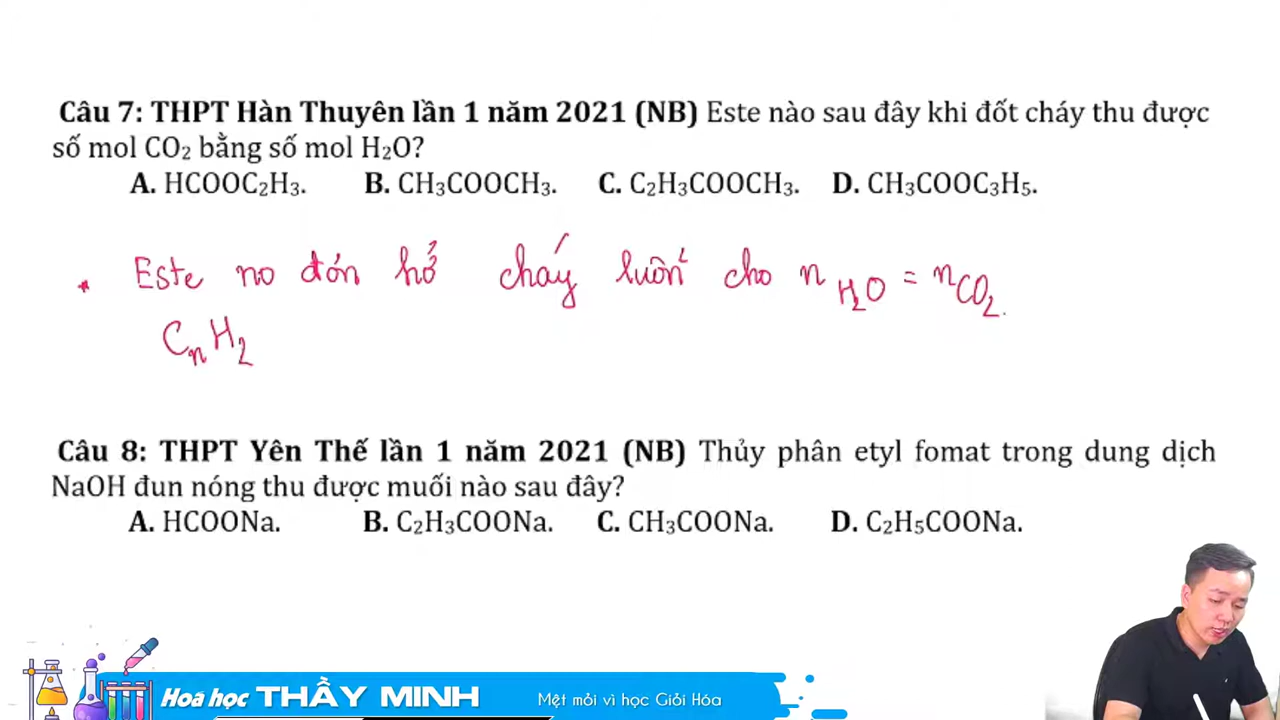 Câu 7: THPT Hàn Thuyên lần 1 năm 2021 (NB) Este nào sau đây khi đốt cháy thu được
số mol CO₂ bằng số mol H₂O?
A. HCOOC₂H₃. B. CH₃COOCH₃. C. C₂H₃COOCH₃. D. CH₃COOC₃H₅.
* Este no đơn hở cháy luôn cho n H₂O = n CO₂.
CₙH₂
Câu 8: THPT Yên Thế lần 1 năm 2021 (NB) Thủy phân etyl fomat trong dung dịch
NaOH đun nóng thu được muối nào sau đây?
A. HCOONa. B. C₂H₃COONa. C. CH₃COONa. D. C₂H₅COONa.
Hoá học THẦY MINH Mệt mỏi vì học Giỏi Hóa